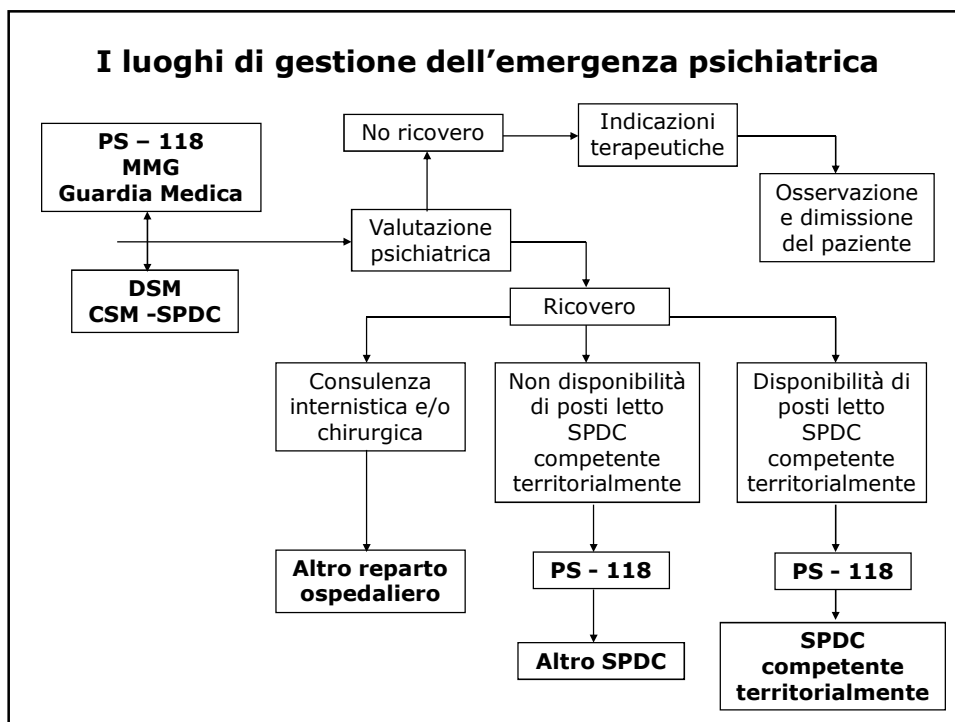 I luoghi di gestione dell’emergenza psichiatrica
PS – 118
MMG
Guardia Medica
DSM
CSM -SPDC
Valutazione
psichiatrica
No ricovero
Indicazioni
terapeutiche
Osservazione
e dimissione
del paziente
Ricovero
Consulenza
internistica e/o
chirurgica
Altro reparto
ospedaliero
Non disponibilità
di posti letto
SPDC
competente
territorialmente
PS - 118
Altro SPDC
Disponibilità di
posti letto
SPDC
competente
territorialmente
PS - 118
SPDC
competente
territorialmente